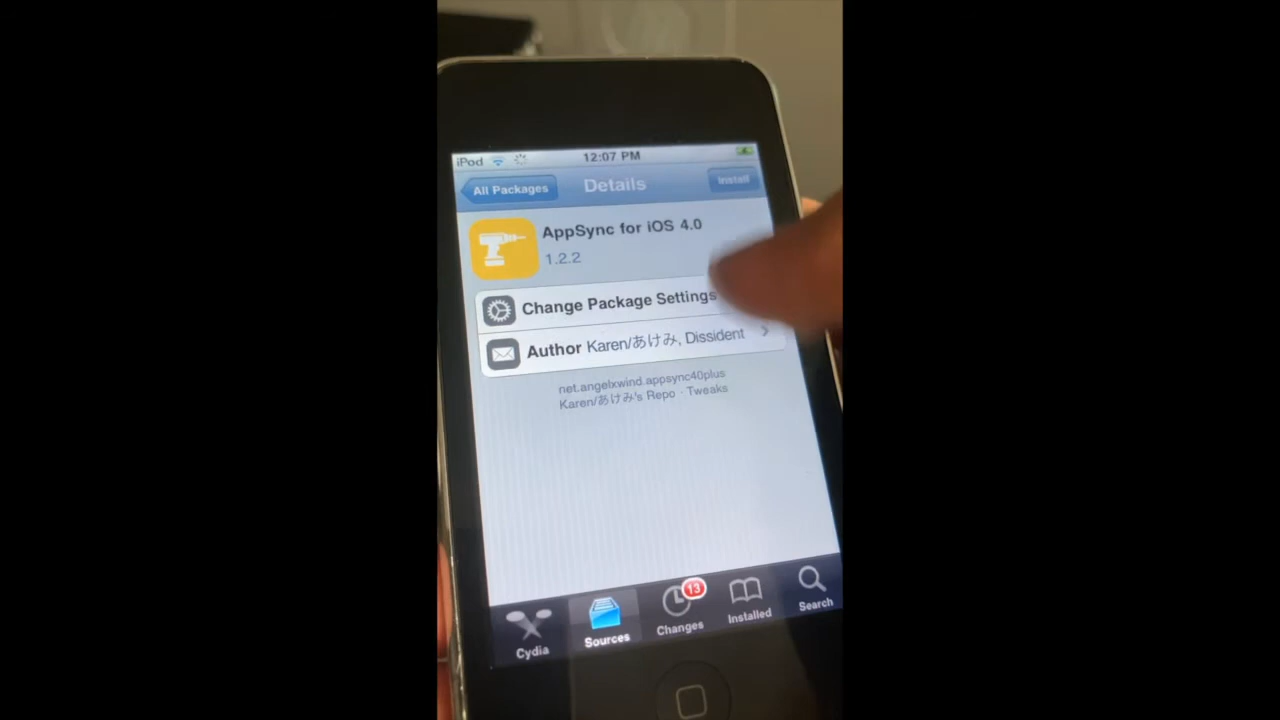 iPod 12:07 PM
All Packages Details Install
AppSync for iOS 4.0
1.2.2
Change Package Settings
Author Karen/あけみ, Dissident
net.angelxwind.appsync40plus
Karen/あけみ's Repo · Tweaks
13
Cydia Sources Changes Installed Search